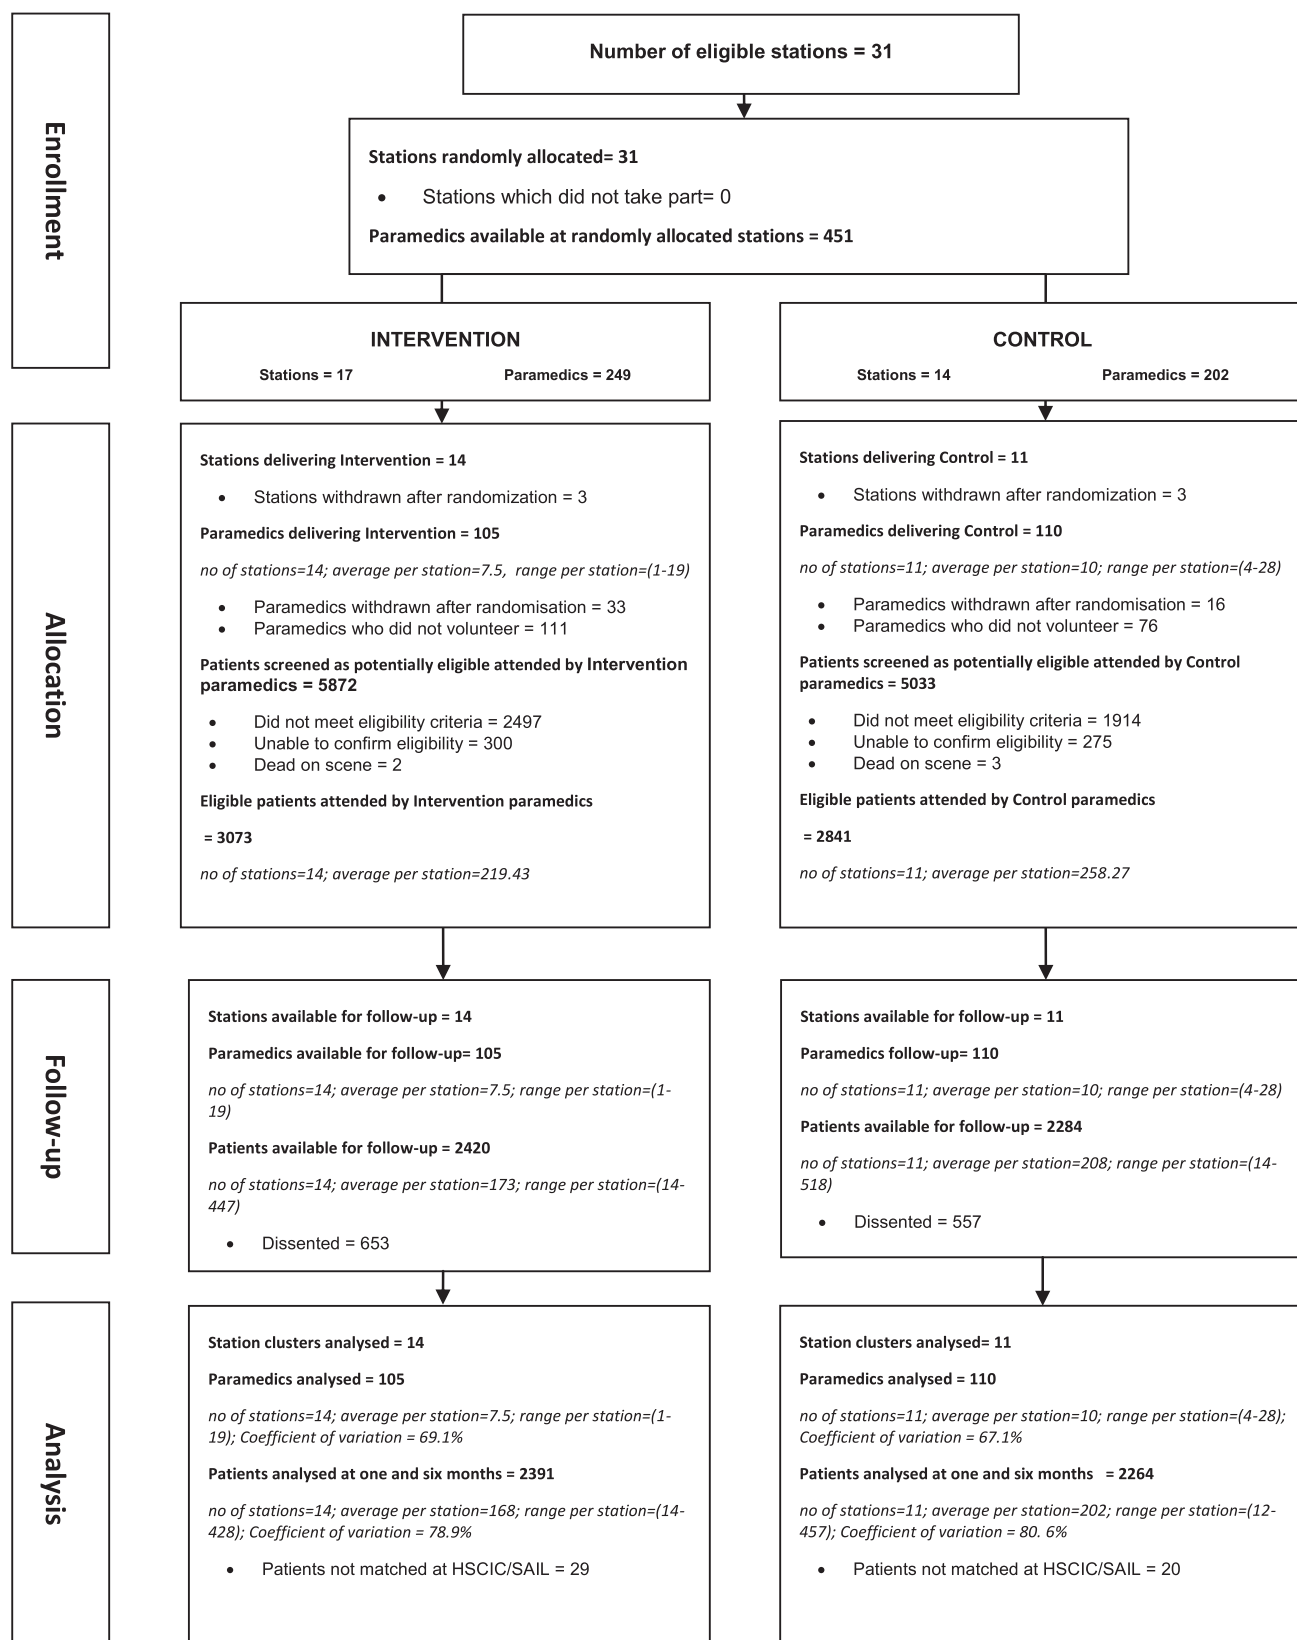 Enrollment
Number of eligible stations = 31
Stations randomly allocated= 31
• Stations which did not take part= 0
Paramedics available at randomly allocated stations = 451
INTERVENTION
Stations = 17 Paramedics = 249
CONTROL
Stations = 14 Paramedics = 202
Allocation
Stations delivering Intervention = 14
• Stations withdrawn after randomization = 3
Paramedics delivering Intervention = 105
no of stations=14; average per station=7.5, range per station=(1-19)
• Paramedics withdrawn after randomisation = 33
• Paramedics who did not volunteer = 111
Patients screened as potentially eligible attended by Intervention
paramedics = 5872
• Did not meet eligibility criteria = 2497
• Unable to confirm eligibility = 300
• Dead on scene = 2
Eligible patients attended by Intervention paramedics
= 3073
no of stations=14; average per station=219.43
Stations delivering Control = 11
• Stations withdrawn after randomization = 3
Paramedics delivering Control = 110
no of stations=11; average per station=10; range per station=(4-28)
• Paramedics withdrawn after randomisation = 16
• Paramedics who did not volunteer = 76
Patients screened as potentially eligible attended by Control
paramedics = 5033
• Did not meet eligibility criteria = 1914
• Unable to confirm eligibility = 275
• Dead on scene = 3
Eligible patients attended by Control paramedics
= 2841
no of stations=11; average per station=258.27
Follow-up
Stations available for follow-up = 14
Paramedics available for follow-up= 105
no of stations=14; average per station=7.5; range per station=(1-
19)
Patients available for follow-up = 2420
no of stations=14; average per station=173; range per station=(14-
447)
• Dissented = 653
Stations available for follow-up = 11
Paramedics follow-up= 110
no of stations=11; average per station=10; range per station=(4-28)
Patients available for follow-up = 2284
no of stations=11; average per station=208; range per station=(14-
518)
• Dissented = 557
Analysis
Station clusters analysed = 14
Paramedics analysed = 105
no of stations=14; average per station=7.5; range per station=(1-
19); Coefficient of variation = 69.1%
Patients analysed at one and six months = 2391
no of stations=14; average per station=168; range per station=(14-
428); Coefficient of variation = 78.9%
• Patients not matched at HSCIC/SAIL = 29
Station clusters analysed= 11
Paramedics analysed = 110
no of stations=11; average per station=10; range per station=(4-28);
Coefficient of variation = 67.1%
Patients analysed at one and six months = 2264
no of stations=11; average per station=202; range per station=(12-
457); Coefficient of variation = 80. 6%
• Patients not matched at HSCIC/SAIL = 20